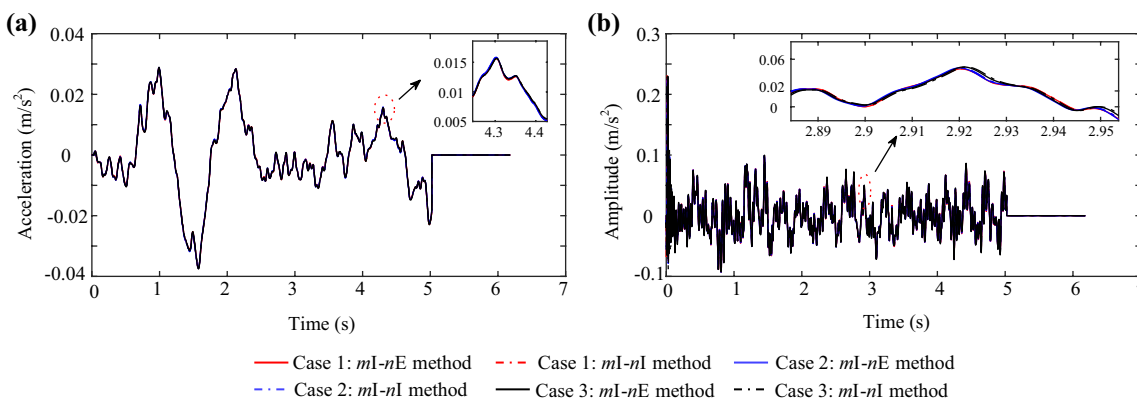 (a)
0.04
0.02
0
-0.02
-0.04
Acceleration (m/s²)
0 1 2 3 4 5 6 7
Time (s)
0.015
0.01
0.005
4.3 4.4
(b)
0.3
0.2
0.1
0
-0.1
Amplitude (m/s²)
0 1 2 3 4 5 6 7
Time (s)
0.06
0.02
0
2.89 2.9 2.91 2.92 2.93 2.94 2.95
Case 1: mI-nE method Case 1: mI-nI method Case 2: mI-nE method
Case 2: mI-nI method Case 3: mI-nE method Case 3: mI-nI method